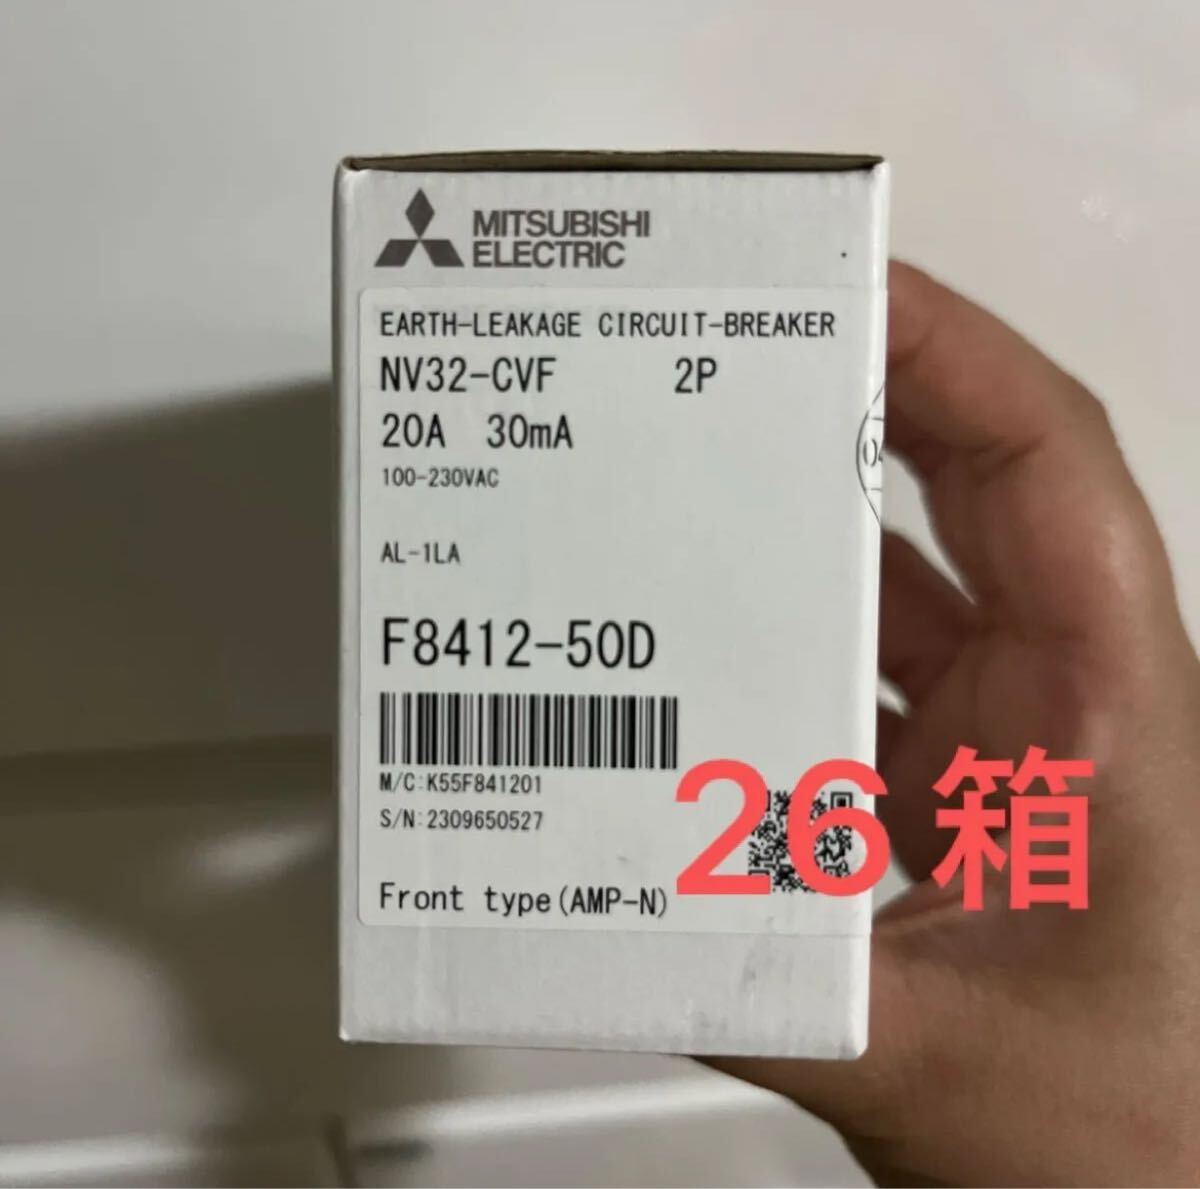 MITSUBISHI
ELECTRIC
EARTH-LEAKAGE CIRCUIT-BREAKER
NV32-CVF 2P
20A 30mA
100-230VAC
04
AL-1LA
F8412-50D
M/C:K55F841201
S/N:2309650527
26箱
Front type(AMP-N)